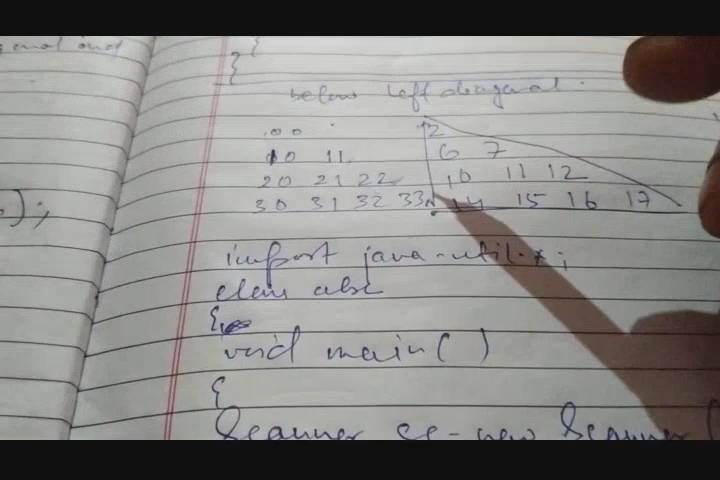 {
}
below left diagonal.
00 12
10 11 6 7
20 21 22 10 11 12
30 31 32 33 14 15 16 17
);
import java.util.*;
class abc
{
void main()
{
Scanner sc=new Scanner(